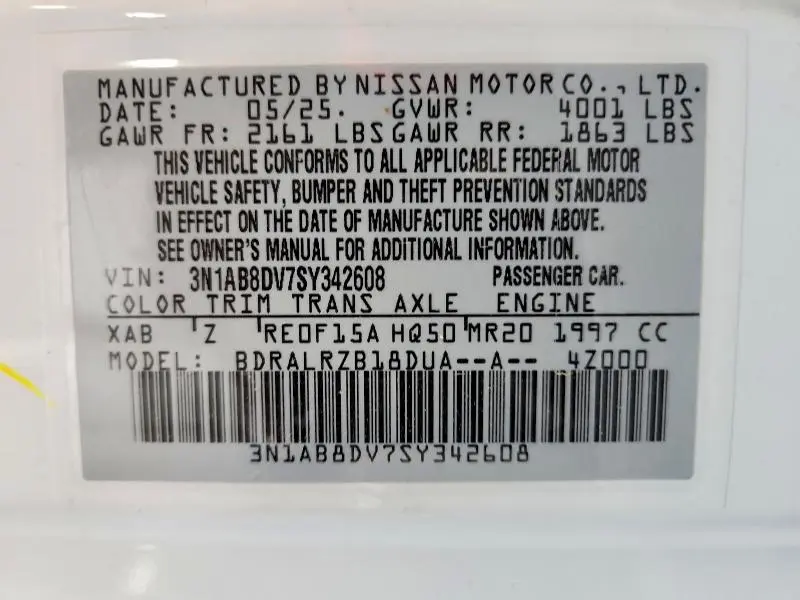 MANUFACTURED BY NISSAN MOTOR CO., LTD.
DATE: 05/25. GVWR: 4001 LBS
GAWR FR: 2161 LBS GAWR RR: 1863 LBS
THIS VEHICLE CONFORMS TO ALL APPLICABLE FEDERAL MOTOR
VEHICLE SAFETY, BUMPER AND THEFT PREVENTION STANDARDS
IN EFFECT ON THE DATE OF MANUFACTURE SHOWN ABOVE.
SEE OWNER'S MANUAL FOR ADDITIONAL INFORMATION.
VIN: 3N1AB8DV7SY342608 PASSENGER CAR.
COLOR TRIM TRANS AXLE ENGINE
XAB Z RE0F15A HQ50 MR20 1997 CC
MODEL: BDRALRZB18DUA--A-- 4Z000
3N1AB8DV7SY342608